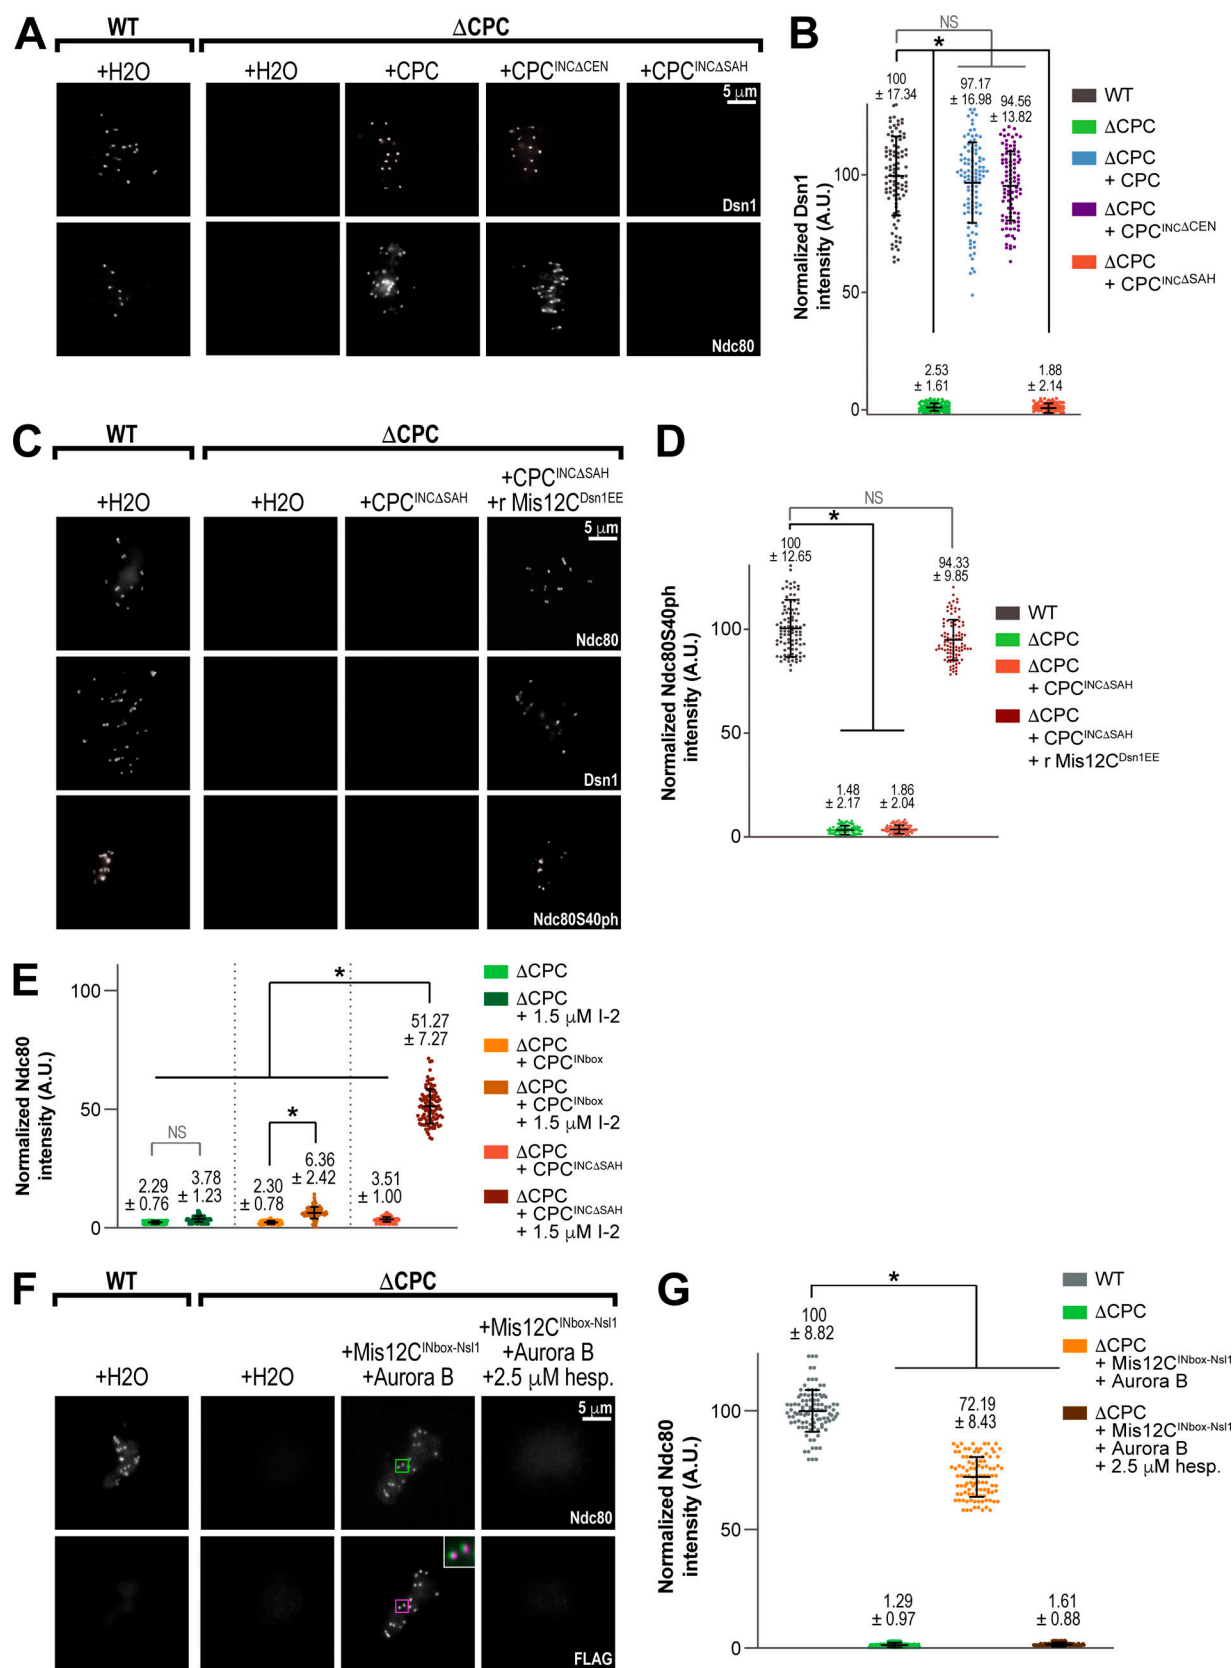 A
WT
ΔCPC
+H2O
+H2O
+CPC
+CPC^INCΔCEN
+CPC^INCΔSAH
5 μm
Dsn1
Ndc80
B
NS
*
100
± 17.34
97.17
± 16.98
94.56
± 13.82
2.53
± 1.61
1.88
± 2.14
100
50
0
Normalized Dsn1
intensity (A.U.)
WT
ΔCPC
ΔCPC
+ CPC
ΔCPC
+ CPC^INCΔCEN
ΔCPC
+ CPC^INCΔSAH
C
WT
ΔCPC
+H2O
+H2O
+CPC^INCΔSAH
+CPC^INCΔSAH
+r Mis12C^Dsn1EE
5 μm
Ndc80
Dsn1
Ndc80S40ph
D
NS
*
100
± 12.65
94.33
± 9.85
1.48
± 2.17
1.86
± 2.04
100
50
0
Normalized Ndc80S40ph
intensity (A.U.)
WT
ΔCPC
ΔCPC
+ CPC^INCΔSAH
ΔCPC
+ CPC^INCΔSAH
+ r Mis12C^Dsn1EE
E
*
51.27
± 7.27
*
NS
2.29
± 0.76
3.78
± 1.23
2.30
± 0.78
6.36
± 2.42
3.51
± 1.00
100
50
0
Normalized Ndc80
intensity (A.U.)
ΔCPC
ΔCPC
+ 1.5 μM I-2
ΔCPC
+ CPC^INbox
ΔCPC
+ CPC^INbox
+ 1.5 μM I-2
ΔCPC
+ CPC^INCΔSAH
ΔCPC
+ CPC^INCΔSAH
+ 1.5 μM I-2
F
WT
ΔCPC
+H2O
+H2O
+Mis12C^INbox-Nsl1
+Aurora B
+Mis12C^INbox-Nsl1
+Aurora B
+2.5 μM hesp.
5 μm
Ndc80
FLAG
G
*
100
± 8.82
72.19
± 8.43
1.29
± 0.97
1.61
± 0.88
100
50
0
Normalized Ndc80
intensity (A.U.)
WT
ΔCPC
ΔCPC
+ Mis12C^INbox-Nsl1
+ Aurora B
ΔCPC
+ Mis12C^INbox-Nsl1
+ Aurora B
+ 2.5 μM hesp.